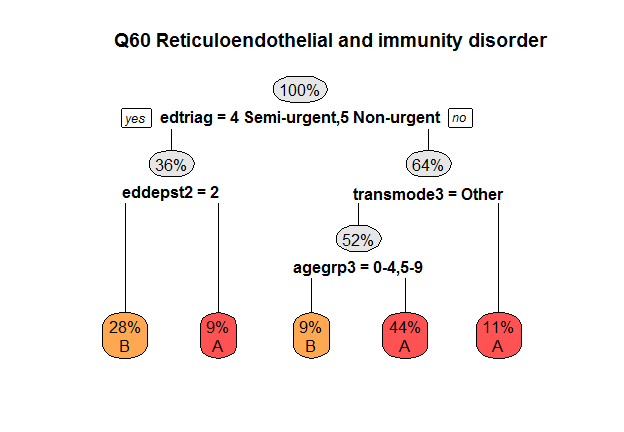 Q60 Reticuloendothelial and immunity disorder
100%
yes edtriag = 4 Semi-urgent,5 Non-urgent no
36% 64%
eddepst2 = 2 transmode3 = Other
52%
agegrp3 = 0-4,5-9
28% 9% 9% 44% 11%
B A B A A